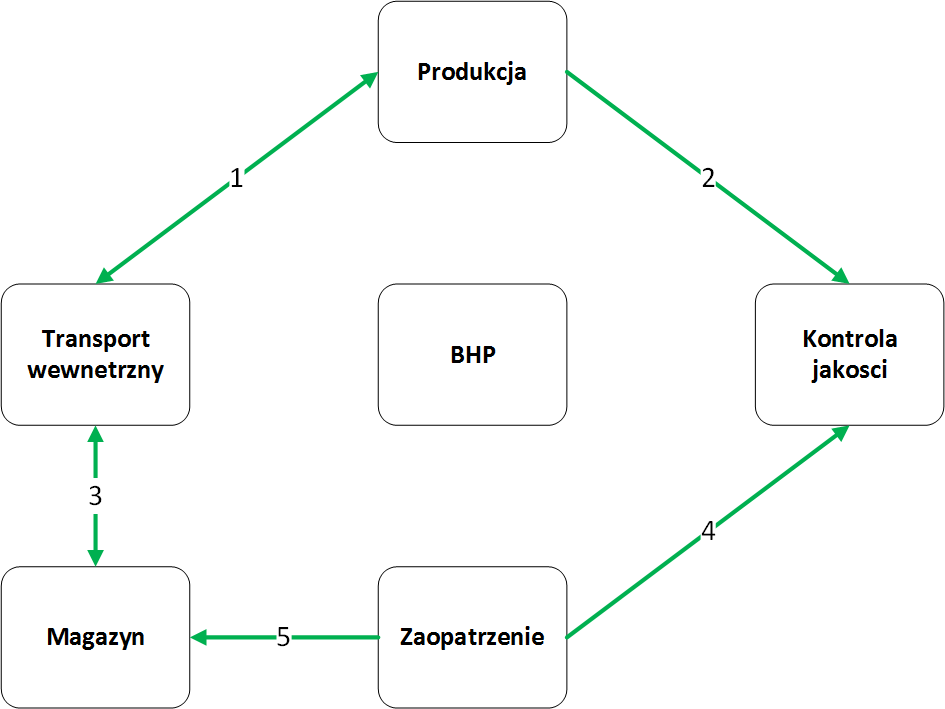 Produkcja
1
2
Transport
wewnetrzny
BHP
Kontrola
jakosci
3
4
Magazyn
5
Zaopatrzenie